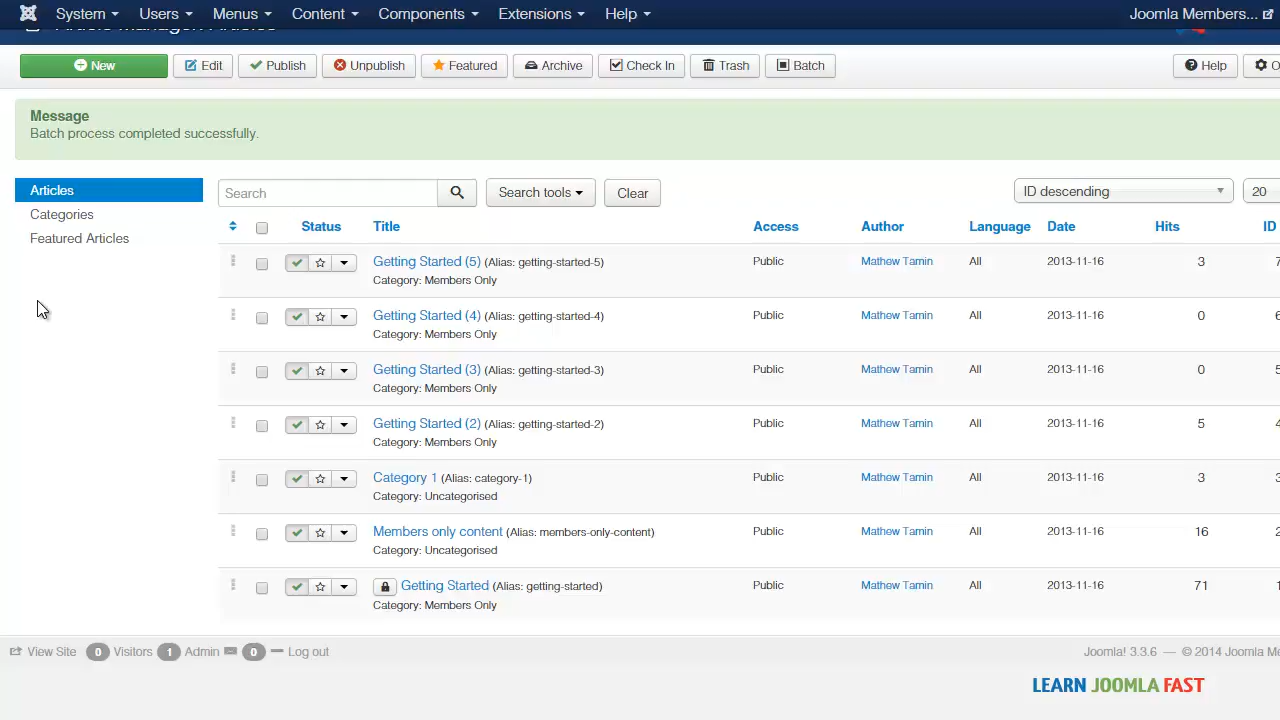 System Users Menus Content Components Extensions Help Joomla Members...
New Edit Publish Unpublish Featured Archive Check In Trash Batch Help
Message
Batch process completed successfully.
Articles
Categories
Featured Articles
Search Search tools Clear ID descending 20
Status Title Access Author Language Date Hits ID
Getting Started (5) (Alias: getting-started-5) Public Mathew Tamin All 2013-11-16 3
Category: Members Only
Getting Started (4) (Alias: getting-started-4) Public Mathew Tamin All 2013-11-16 0
Category: Members Only
Getting Started (3) (Alias: getting-started-3) Public Mathew Tamin All 2013-11-16 0
Category: Members Only
Getting Started (2) (Alias: getting-started-2) Public Mathew Tamin All 2013-11-16 5
Category: Members Only
Category 1 (Alias: category-1) Public Mathew Tamin All 2013-11-16 3
Category: Uncategorised
Members only content (Alias: members-only-content) Public Mathew Tamin All 2013-11-16 16
Category: Uncategorised
Getting Started (Alias: getting-started) Public Mathew Tamin All 2013-11-16 71
Category: Members Only
View Site 0 Visitors 1 Admin 0 Log out Joomla! 3.3.6 — © 2014 Joomla
LEARN JOOMLA FAST